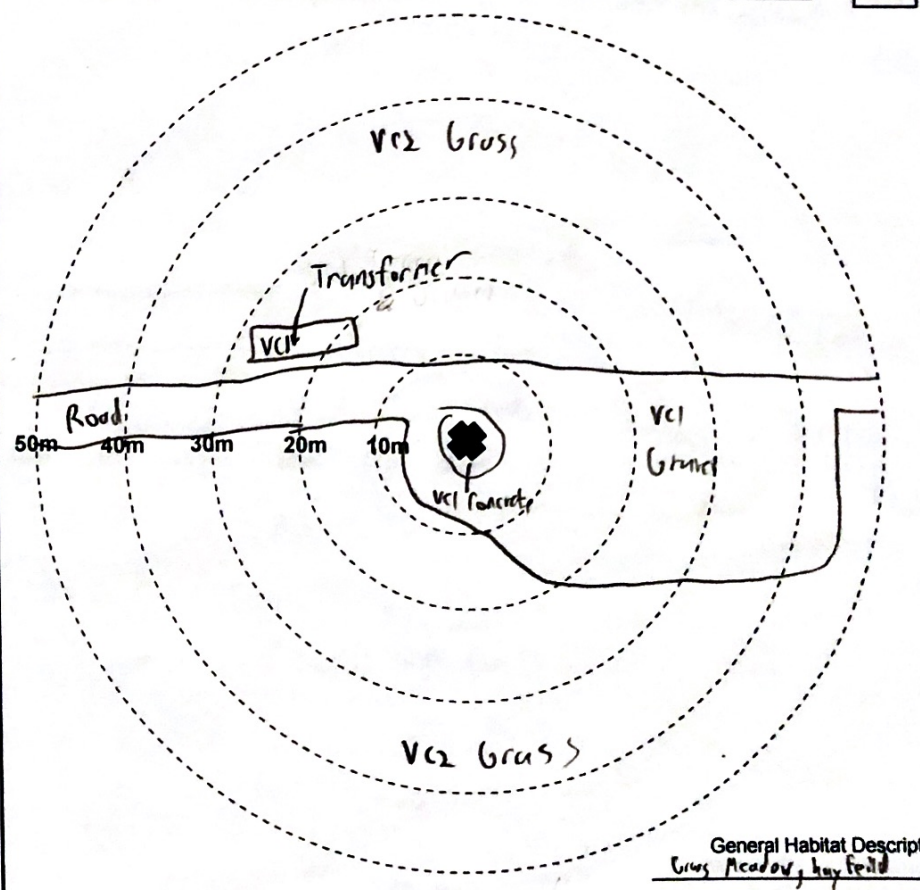 VC2 Grass
Transformer
VC1
Road
VC1
Gravel
50m 40m 30m 20m 10m
VC1 Concrete
VC2 Grass
General Habitat Descript
Grass Meadow, hay feild